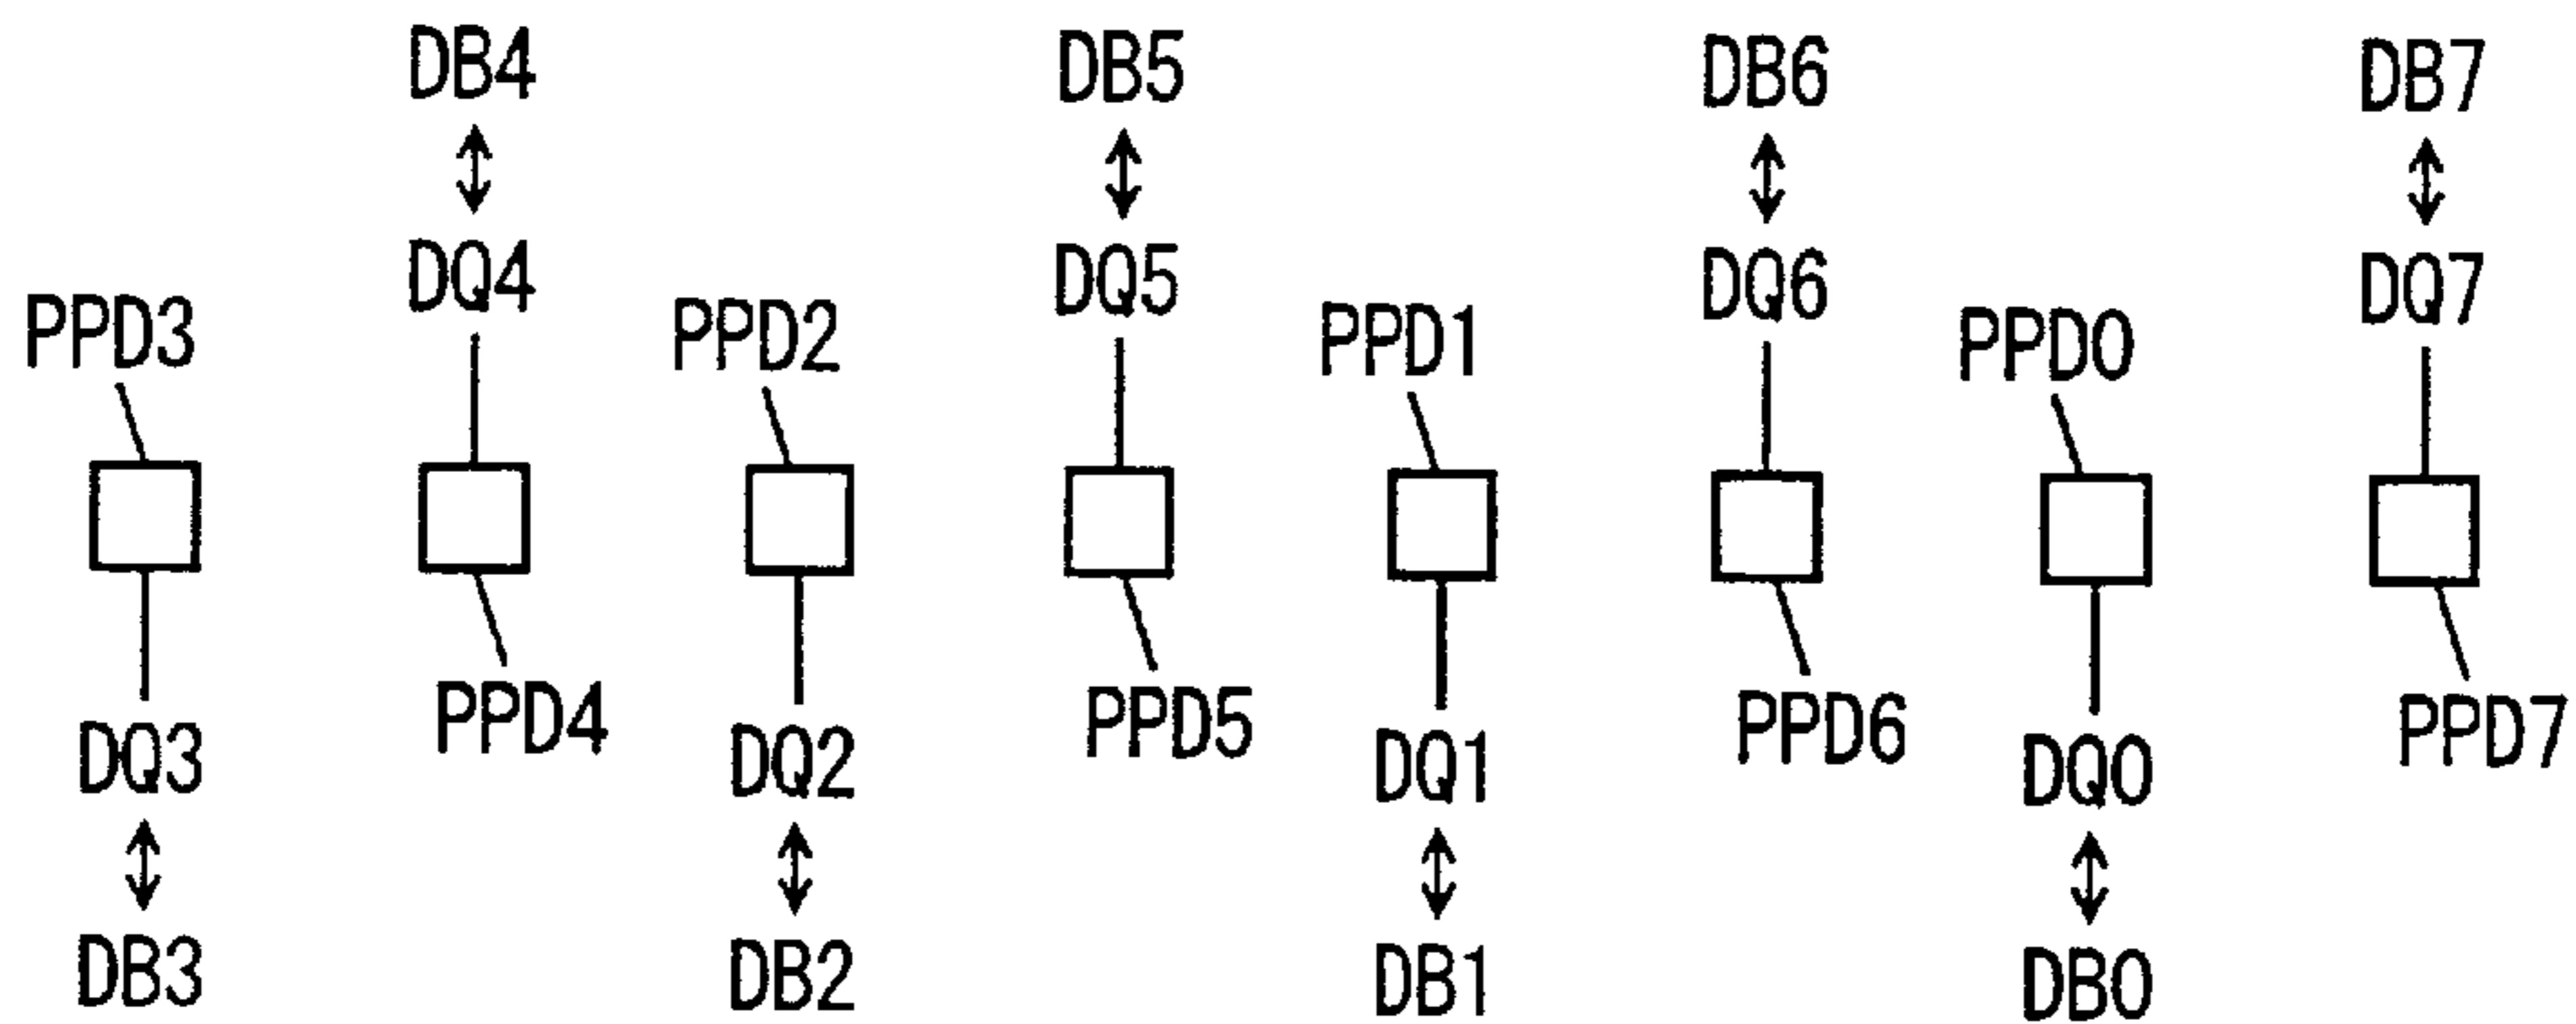 DB4 DB5 DB6 DB7
DQ4 DQ5 DQ6 DQ7
PPD3 PPD2 PPD1 PPD0
PPD4 PPD5 PPD6 PPD7
DQ3 DQ2 DQ1 DQ0
DB3 DB2 DB1 DB0